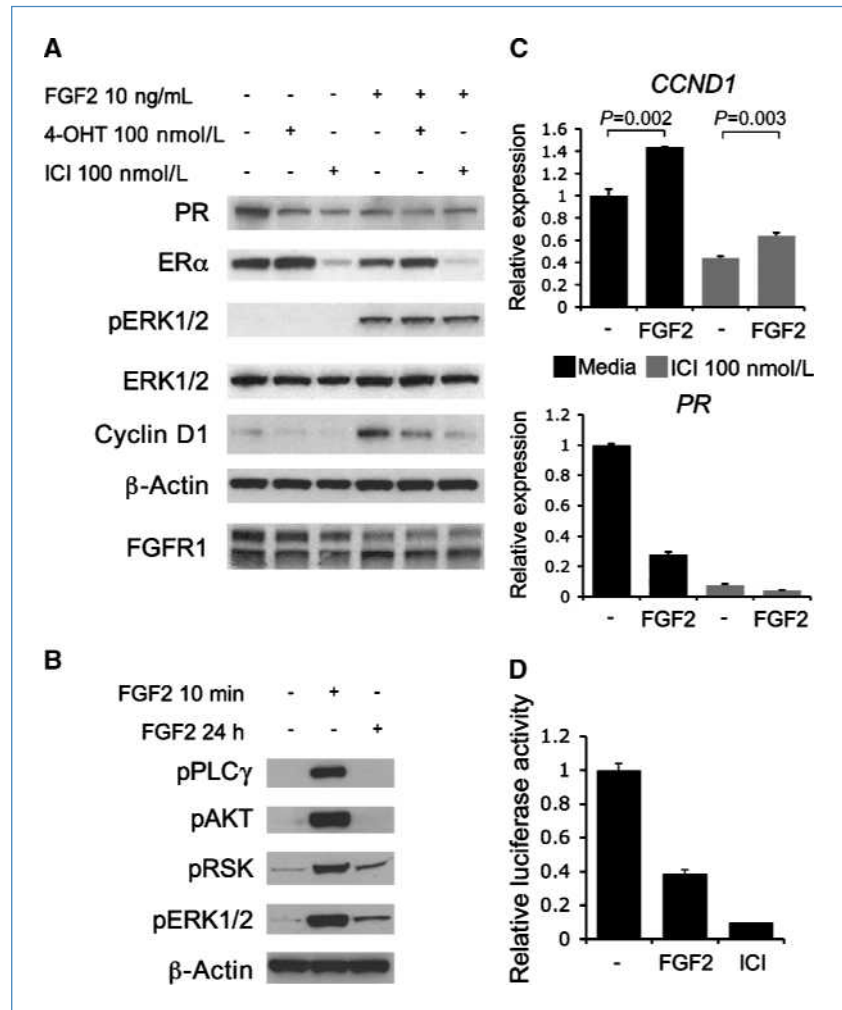 A
FGF2 10 ng/mL - - - + + +
4-OHT 100 nmol/L - + - - + -
ICI 100 nmol/L - - + - - +
PR
ERα
pERK1/2
ERK1/2
Cyclin D1
β-Actin
FGFR1
B
FGF2 10 min - + -
FGF2 24 h - - +
pPLCγ
pAKT
pRSK
pERK1/2
β-Actin
C
CCND1
P=0.002 P=0.003
Relative expression
1.6
1.4
1.2
1
0.8
0.6
0.4
0.2
0
- FGF2 - FGF2
Media ICI 100 nmol/L
PR
Relative expression
1.2
1
0.8
0.6
0.4
0.2
0
- FGF2 - FGF2
D
Relative luciferase activity
1.2
1
0.8
0.6
0.4
0.2
0
- FGF2 ICI